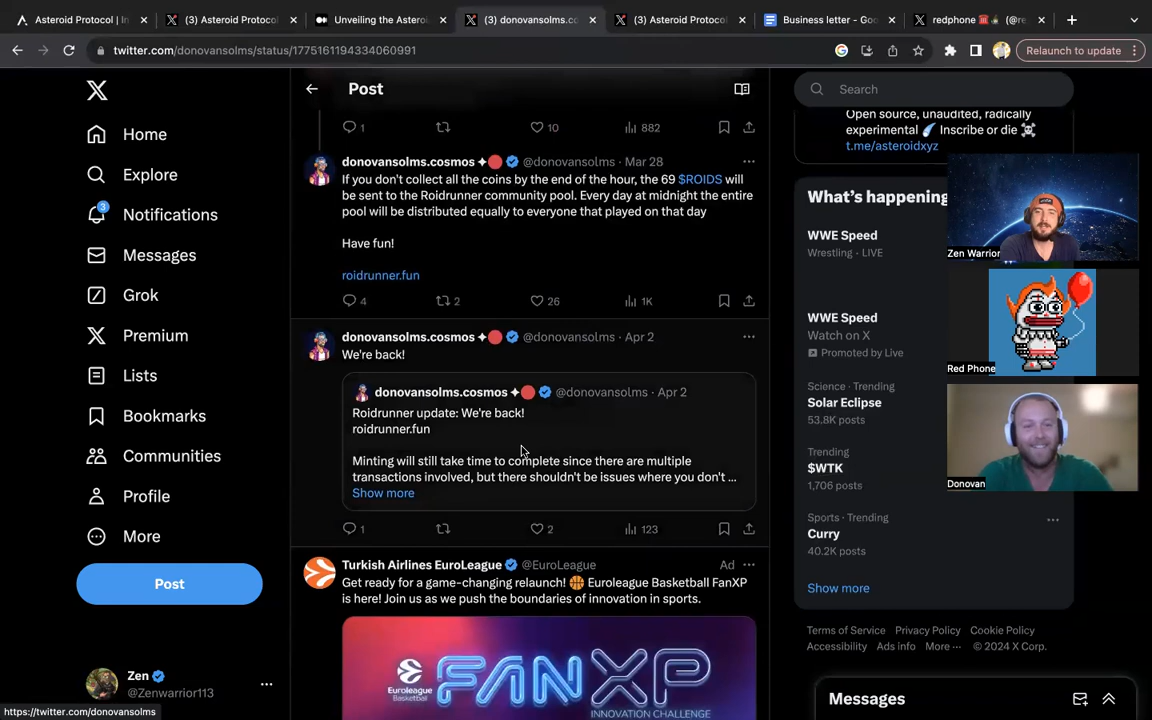 Asteroid Protocol | In
(3) Asteroid Protocol
Unveiling the Asteroi
(3) donovansolms.co
(3) Asteroid Protocol
Business letter - Goo
redphone
(@re
twitter.com/donovansolms/status/1775161194334060991
Relaunch to update
Home
Explore
3
Notifications
Messages
Grok
Premium
Lists
Bookmarks
Communities
Profile
More
Post
Zen
@Zenwarrior113
https://twitter.com/donovansolms
Post
1
10
882
donovansolms.cosmos @donovansolms · Mar 28
If you don't collect all the coins by the end of the hour, the 69 $ROIDS will
be sent to the Roidrunner community pool. Every day at midnight the entire
pool will be distributed equally to everyone that played on that day
Have fun!
roidrunner.fun
4
2
26
1K
donovansolms.cosmos @donovansolms · Apr 2
We're back!
donovansolms.cosmos @donovansolms · Apr 2
Roidrunner update: We're back!
roidrunner.fun
Minting will still take time to complete since there are multiple
transactions involved, but there shouldn't be issues where you don't ...
Show more
1
2
123
Turkish Airlines EuroLeague @EuroLeague
Ad
Get ready for a game-changing relaunch! Euroleague Basketball FanXP
is here! Join us as we push the boundaries of innovation in sports.
Euroleague
Basketball
FANXP
INNOVATION CHALLENGE
Search
Open source, unaudited, radically
experimental Inscribe or die
t.me/asteroidxyz
What's happening
WWE Speed
Wrestling · LIVE
WWE Speed
Watch on X
Promoted by Live
Science · Trending
Solar Eclipse
53.8K posts
Trending
$WTK
1,706 posts
Sports · Trending
Curry
40.2K posts
Show more
Terms of Service Privacy Policy Cookie Policy
Accessibility Ads info More ··· © 2024 X Corp.
Messages
Zen Warrior
Red Phone
Donovan